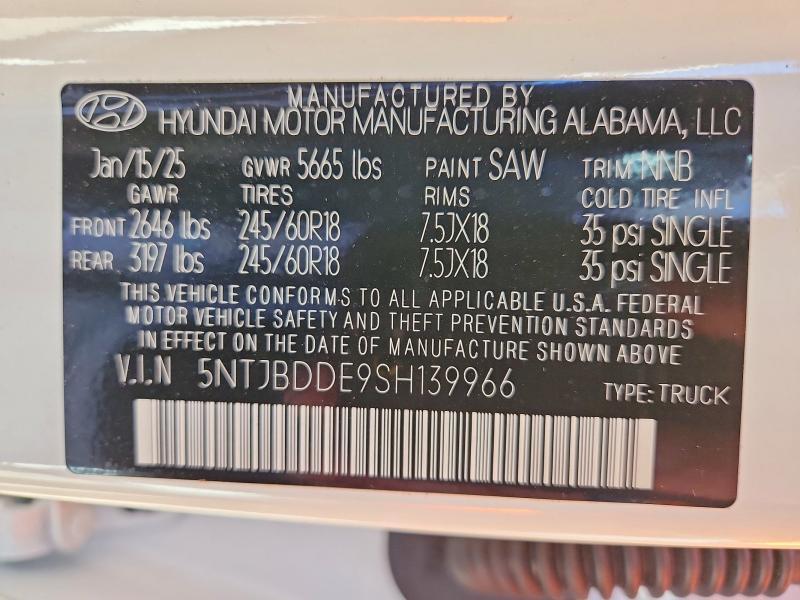 MANUFACTURED BY
HYUNDAI MOTOR MANUFACTURING ALABAMA, LLC
Jan/15/25 GVWR 5665 lbs PAINT SAW TRIM NNB
GAWR TIRES RIMS COLD TIRE INFL
FRONT 2646 lbs 245/60R18 7.5JX18 35 psi SINGLE
REAR 3197 lbs 245/60R18 7.5JX18 35 psi SINGLE
THIS VEHICLE CONFORMS TO ALL APPLICABLE U.S.A. FEDERAL
MOTOR VEHICLE SAFETY AND THEFT PREVENTION STANDARDS
IN EFFECT ON THE DATE OF MANUFACTURE SHOWN ABOVE
V.I.N 5NTJBDDE9SH139966 TYPE: TRUCK